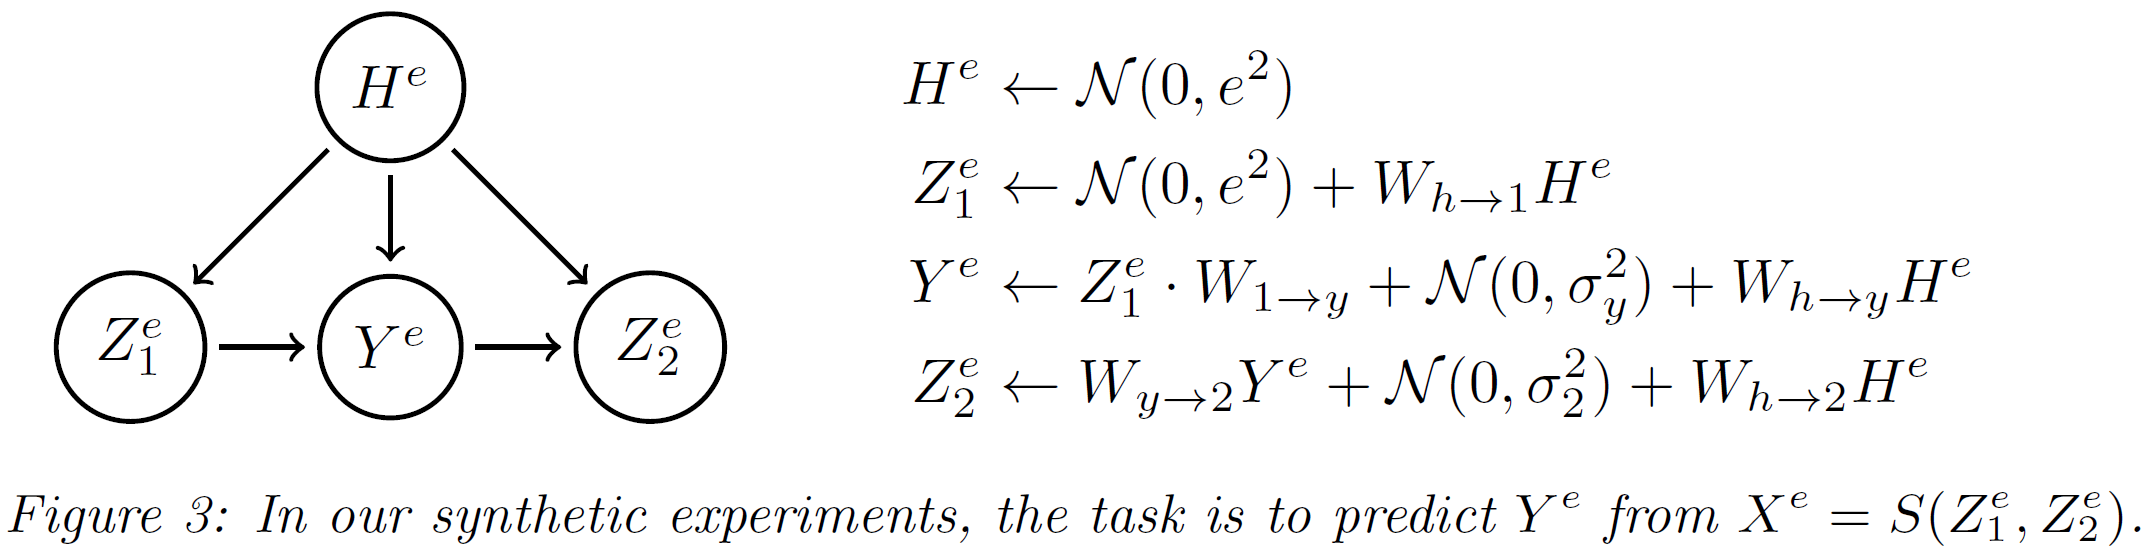 H^e
Z_1^e
Y^e
Z_2^e
H^e ← 𝒩(0, e^2)
Z_1^e ← 𝒩(0, e^2) + W_{h→1}H^e
Y^e ← Z_1^e · W_{1→y} + 𝒩(0, σ_y^2) + W_{h→y}H^e
Z_2^e ← W_{y→2}Y^e + 𝒩(0, σ_2^2) + W_{h→2}H^e
Figure 3: In our synthetic experiments, the task is to predict Y^e from X^e = S(Z_1^e, Z_2^e).